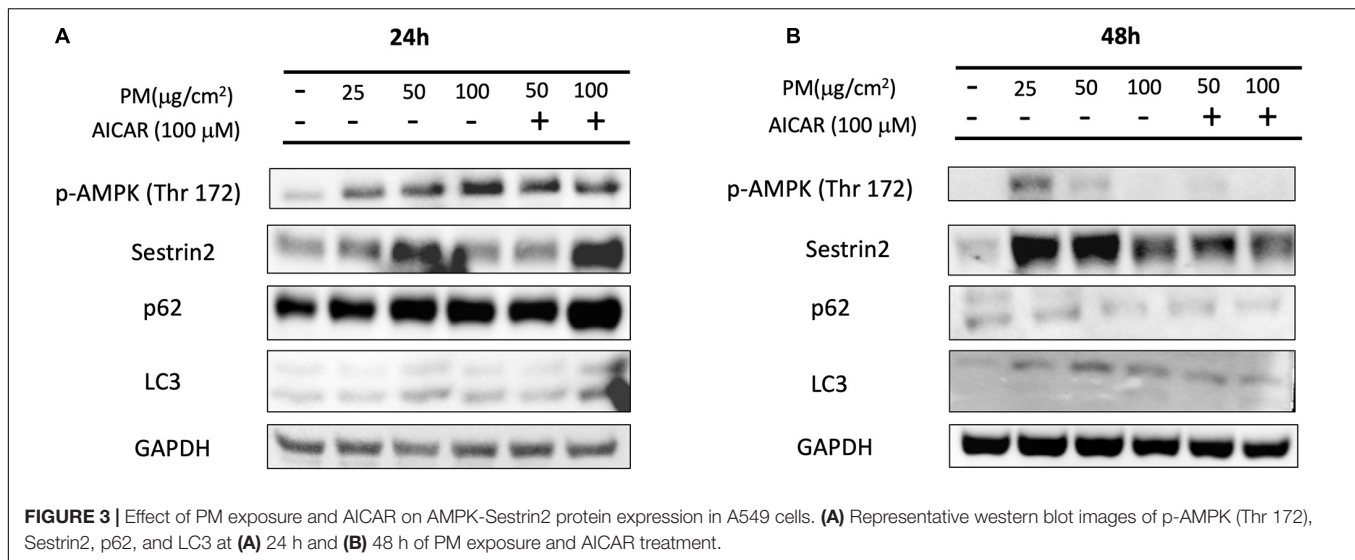 A
24h
PM(μg/cm²) - 25 50 100 50 100
AICAR (100 μM) - - - - + +
p-AMPK (Thr 172)
Sestrin2
p62
LC3
GAPDH
B
48h
PM(μg/cm²) - 25 50 100 50 100
AICAR (100 μM) - - - - + +
p-AMPK (Thr 172)
Sestrin2
p62
LC3
GAPDH
FIGURE 3 | Effect of PM exposure and AICAR on AMPK-Sestrin2 protein expression in A549 cells. (A) Representative western blot images of p-AMPK (Thr 172),
Sestrin2, p62, and LC3 at (A) 24 h and (B) 48 h of PM exposure and AICAR treatment.